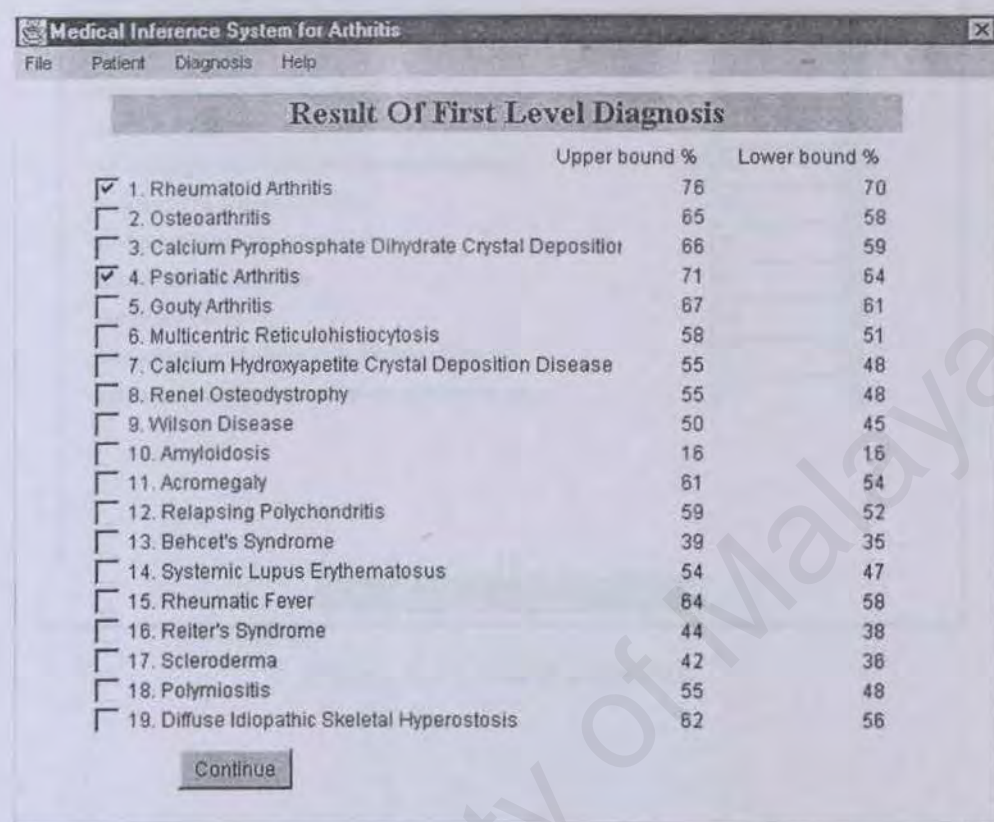 Medical Inference System for Arthritis
File Patient Diagnosis Help
Result Of First Level Diagnosis
Upper bound % Lower bound %
1. Rheumatoid Arthritis 76 70
2. Osteoarthritis 65 58
3. Calcium Pyrophosphate Dihydrate Crystal Deposition 66 59
4. Psoriatic Arthritis 71 64
5. Gouty Arthritis 67 61
6. Multicentric Reticulohistiocytosis 58 51
7. Calcium Hydroxyapetite Crystal Deposition Disease 55 48
8. Renel Osteodystrophy 55 48
9. Wilson Disease 50 45
10. Amyloidosis 16 16
11. Acromegaly 61 54
12. Relapsing Polychondritis 59 52
13. Behcet's Syndrome 39 35
14. Systemic Lupus Erythematosus 54 47
15. Rheumatic Fever 64 58
16. Reiter's Syndrome 44 38
17. Scleroderma 42 36
18. Polymiositis 55 48
19. Diffuse Idiopathic Skeletal Hyperostosis 62 56
Continue
ty of Malaya